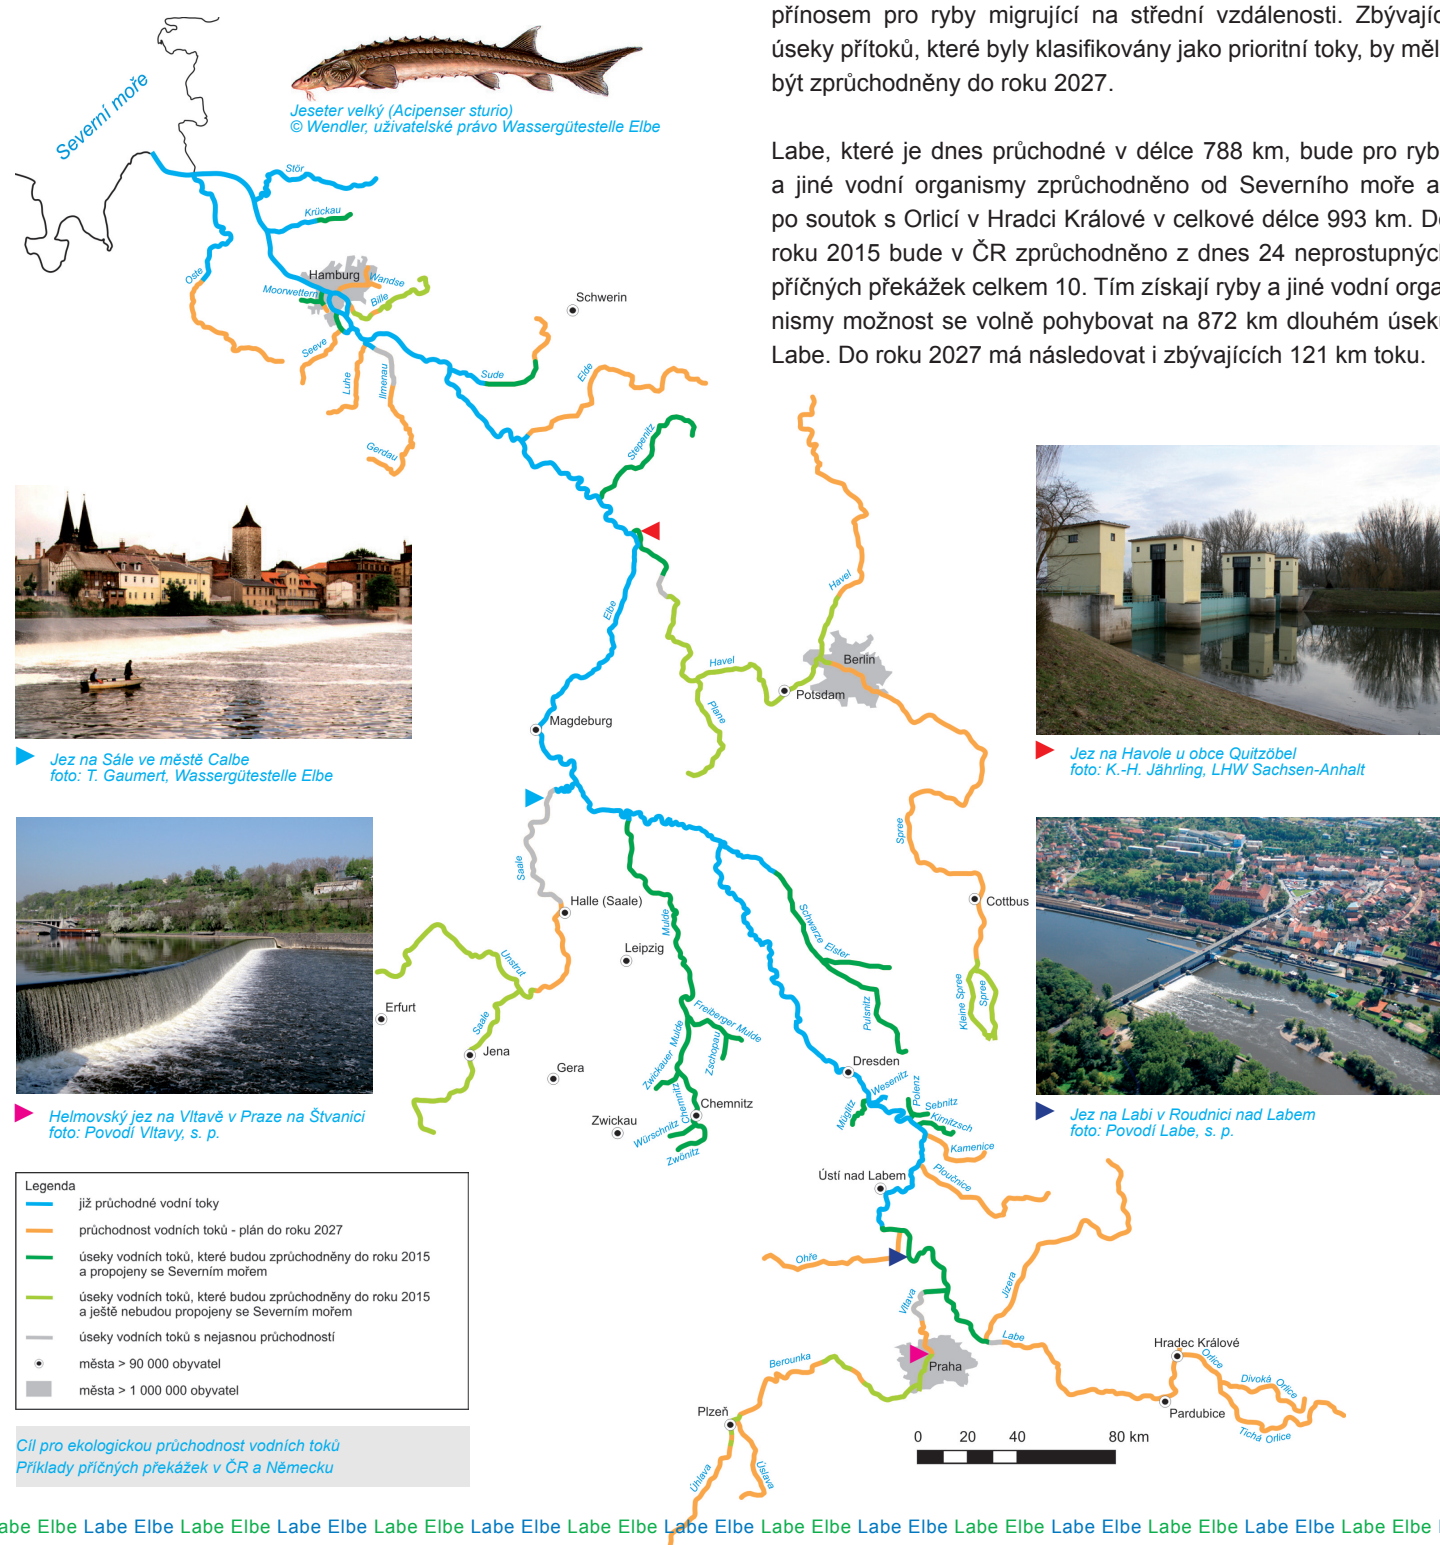 přínosem pro ryby migrující na střední vzdálenosti. Zbývajíc
úseky přítoků, které byly klasifikovány jako prioritní toky, by měl
být zprůchodněny do roku 2027.
Labe, které je dnes průchodné v délce 788 km, bude pro ryb
a jiné vodní organismy zprůchodněno od Severního moře a
po soutok s Orlicí v Hradci Králové v celkové délce 993 km. D
roku 2015 bude v ČR zprůchodněno z dnes 24 neprostupných
příčných překážek celkem 10. Tím získají ryby a jiné vodní orga
nismy možnost se volně pohybovat na 872 km dlouhém úseku
Labe. Do roku 2027 má následovat i zbývajících 121 km toku.
Jeseter velký (Acipenser sturio)
© Wendler, uživatelské právo Wassergütestelle Elbe
Severní moře
Stör
Krückau
Oste
Hamburg
Wandse
Moorwettern
Bille
Schwerin
Seeve
Luhe
Ilmenau
Sude
Elde
Gerdau
Stepenitz
Havel
Elbe
Havel
Berlin
Potsdam
Plane
Magdeburg
Jez na Sále ve městě Calbe
foto: T. Gaumert, Wassergütestelle Elbe
Jez na Havole u obce Quitzöbel
foto: K.-H. Jährling, LHW Sachsen-Anhalt
Spree
Saale
Halle (Saale)
Mulde
Cottbus
Schwarze Elster
Leipzig
Unstrut
Erfurt
Kleine Spree
Spree
Pulsnitz
Freiberger Mulde
Saale
Zwickauer Mulde
Zschopau
Jena
Gera
Dresden
Wesenitz
Polenz
Chemnitz
Chemnitz
Sebnitz
Müglitz
Kirnitzsch
Zwickau
Würschnitz
Zwönitz
Kamenice
Helmovský jez na Vltavě v Praze na Štvanici
foto: Povodí Vltavy, s. p.
Jez na Labi v Roudnici nad Labem
foto: Povodí Labe, s. p.
Ústí nad Labem
Ploučnice
Ohře
Jizera
Vltava
Labe
Hradec Králové
Orlice
Praha
Berounka
Divoká Orlice
Pardubice
Tichá Orlice
Plzeň
Úhlava
Úslava
0 20 40 80 km
Legenda
již průchodné vodní toky
průchodnost vodních toků - plán do roku 2027
úseky vodních toků, které budou zprůchodněny do roku 2015
a propojeny se Severním mořem
úseky vodních toků, které budou zprůchodněny do roku 2015
a ještě nebudou propojeny se Severním mořem
úseky vodních toků s nejasnou průchodností
města > 90 000 obyvatel
města > 1 000 000 obyvatel
Cíl pro ekologickou průchodnost vodních toků
Příklady příčných překážek v ČR a Německu
abe Elbe Labe Elbe Labe Elbe Labe Elbe Labe Elbe Labe Elbe Labe Elbe Labe Elbe Labe Elbe Labe Elbe Labe Elbe Labe Elbe Labe Elbe Labe Elbe Labe Elbe